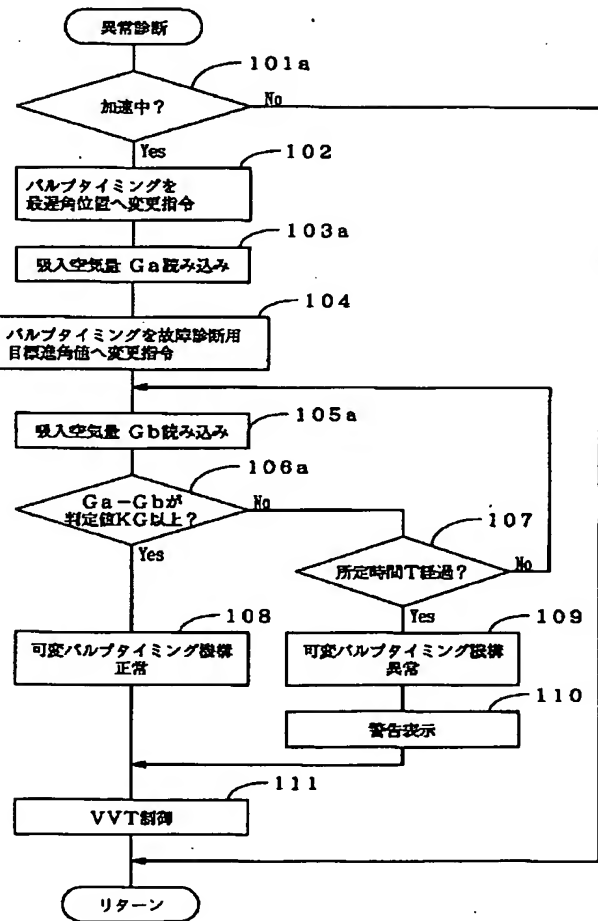 異常診断
101a
加速中?
No
Yes
102
バルブタイミングを
最遅角位置へ変更指令
103a
吸入空気量 Ga読み込み
104
バルブタイミングを故障診断用
目標進角値へ変更指令
105a
吸入空気量 Gb読み込み
106a
Ga-Gbが
判定値KG以上?
No
Yes
107
所定時間T経過?
No
Yes
108
可変バルブタイミング機構
正常
109
可変バルブタイミング機構
異常
110
警告表示
111
VVT制御
リターン